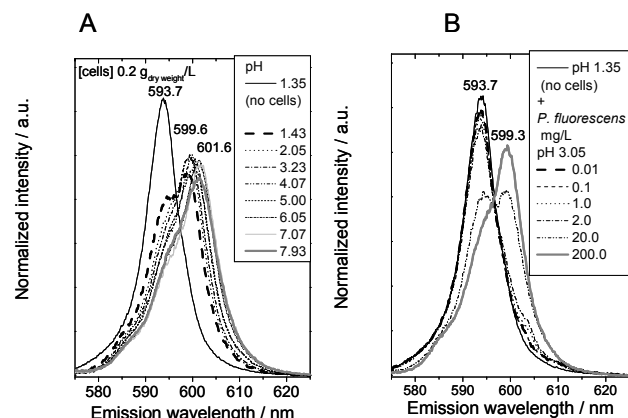 A
[cells] 0.2 g dry weight/L
593.7
599.6
601.6
pH
1.35
(no cells)
1.43
2.05
3.23
4.07
5.00
6.05
7.07
7.93
Normalized intensity / a.u.
580 590 600 610 620
Emission wavelength / nm
B
593.7
599.3
pH 1.35
(no cells)
+
P. fluorescens
mg/L
pH 3.05
0.01
0.1
1.0
2.0
20.0
200.0
Normalized intensity / a.u.
580 590 600 610 620
Emission wavelength / nm